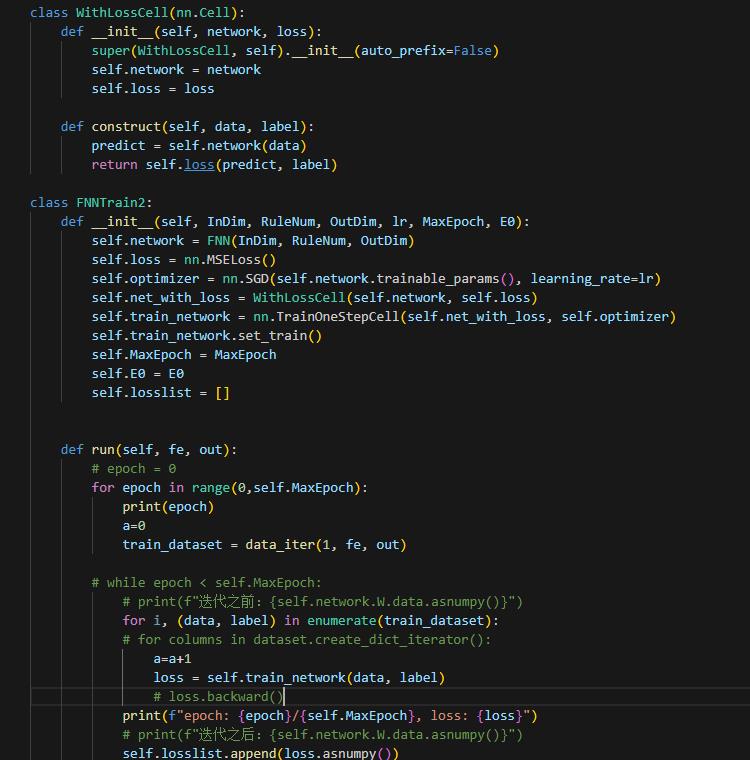 class WithLossCell(nn.Cell):
def __init__(self, network, loss):
super(WithLossCell, self).__init__(auto_prefix=False)
self.network = network
self.loss = loss
def construct(self, data, label):
predict = self.network(data)
return self.loss(predict, label)
class FNNTrain2:
def __init__(self, InDim, RuleNum, OutDim, lr, MaxEpoch, E0):
self.network = FNN(InDim, RuleNum, OutDim)
self.loss = nn.MSELoss()
self.optimizer = nn.SGD(self.network.trainable_params(), learning_rate=lr)
self.net_with_loss = WithLossCell(self.network, self.loss)
self.train_network = nn.TrainOneStepCell(self.net_with_loss, self.optimizer)
self.train_network.set_train()
self.MaxEpoch = MaxEpoch
self.E0 = E0
self.losslist = []
def run(self, fe, out):
# epoch = 0
for epoch in range(0,self.MaxEpoch):
print(epoch)
a=0
train_dataset = data_iter(1, fe, out)
# while epoch < self.MaxEpoch:
# print(f"迭代之前：{self.network.W.data.asnumpy()}")
for i, (data, label) in enumerate(train_dataset):
# for columns in dataset.create_dict_iterator():
a=a+1
loss = self.train_network(data, label)
# loss.backward()
print(f"epoch: {epoch}/{self.MaxEpoch}, loss: {loss}")
# print(f"迭代之后：{self.network.W.data.asnumpy()}")
self.losslist.append(loss.asnumpy())